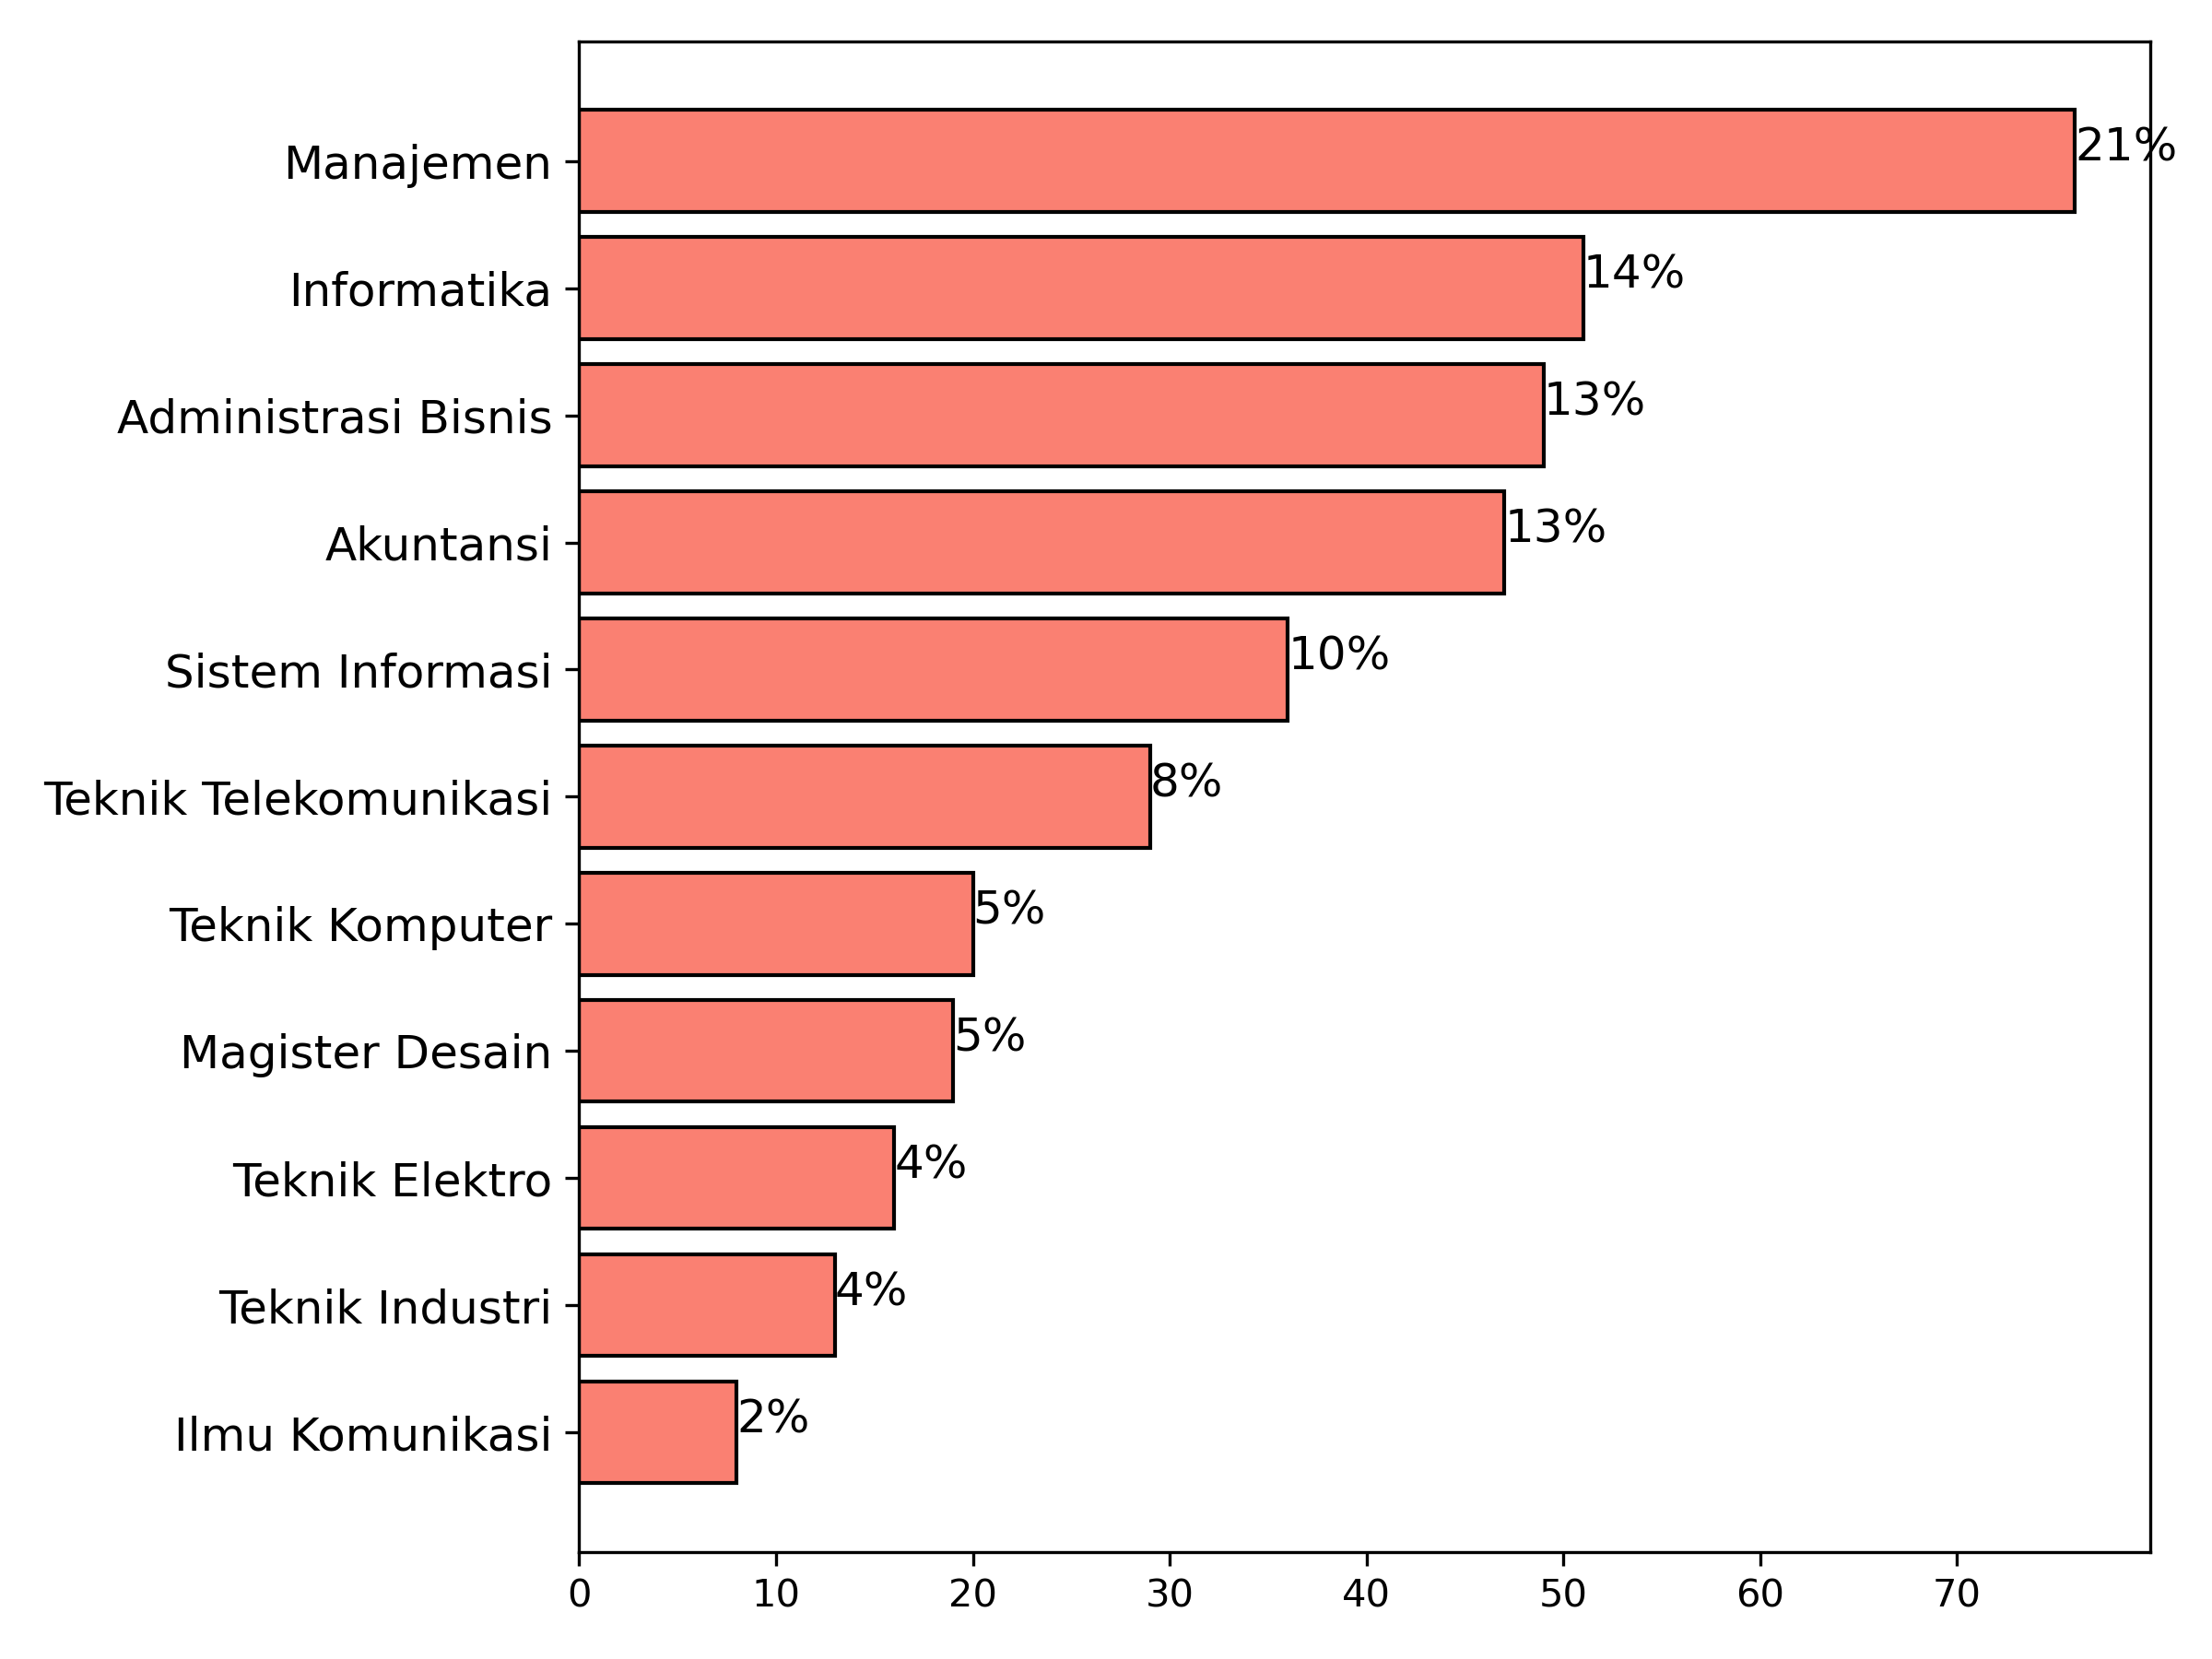 Manajemen 21%
Informatika 14%
Administrasi Bisnis 13%
Akuntansi 13%
Sistem Informasi 10%
Teknik Telekomunikasi 8%
Teknik Komputer 5%
Magister Desain 5%
Teknik Elektro 4%
Teknik Industri 4%
Ilmu Komunikasi 2%
0 10 20 30 40 50 60 70